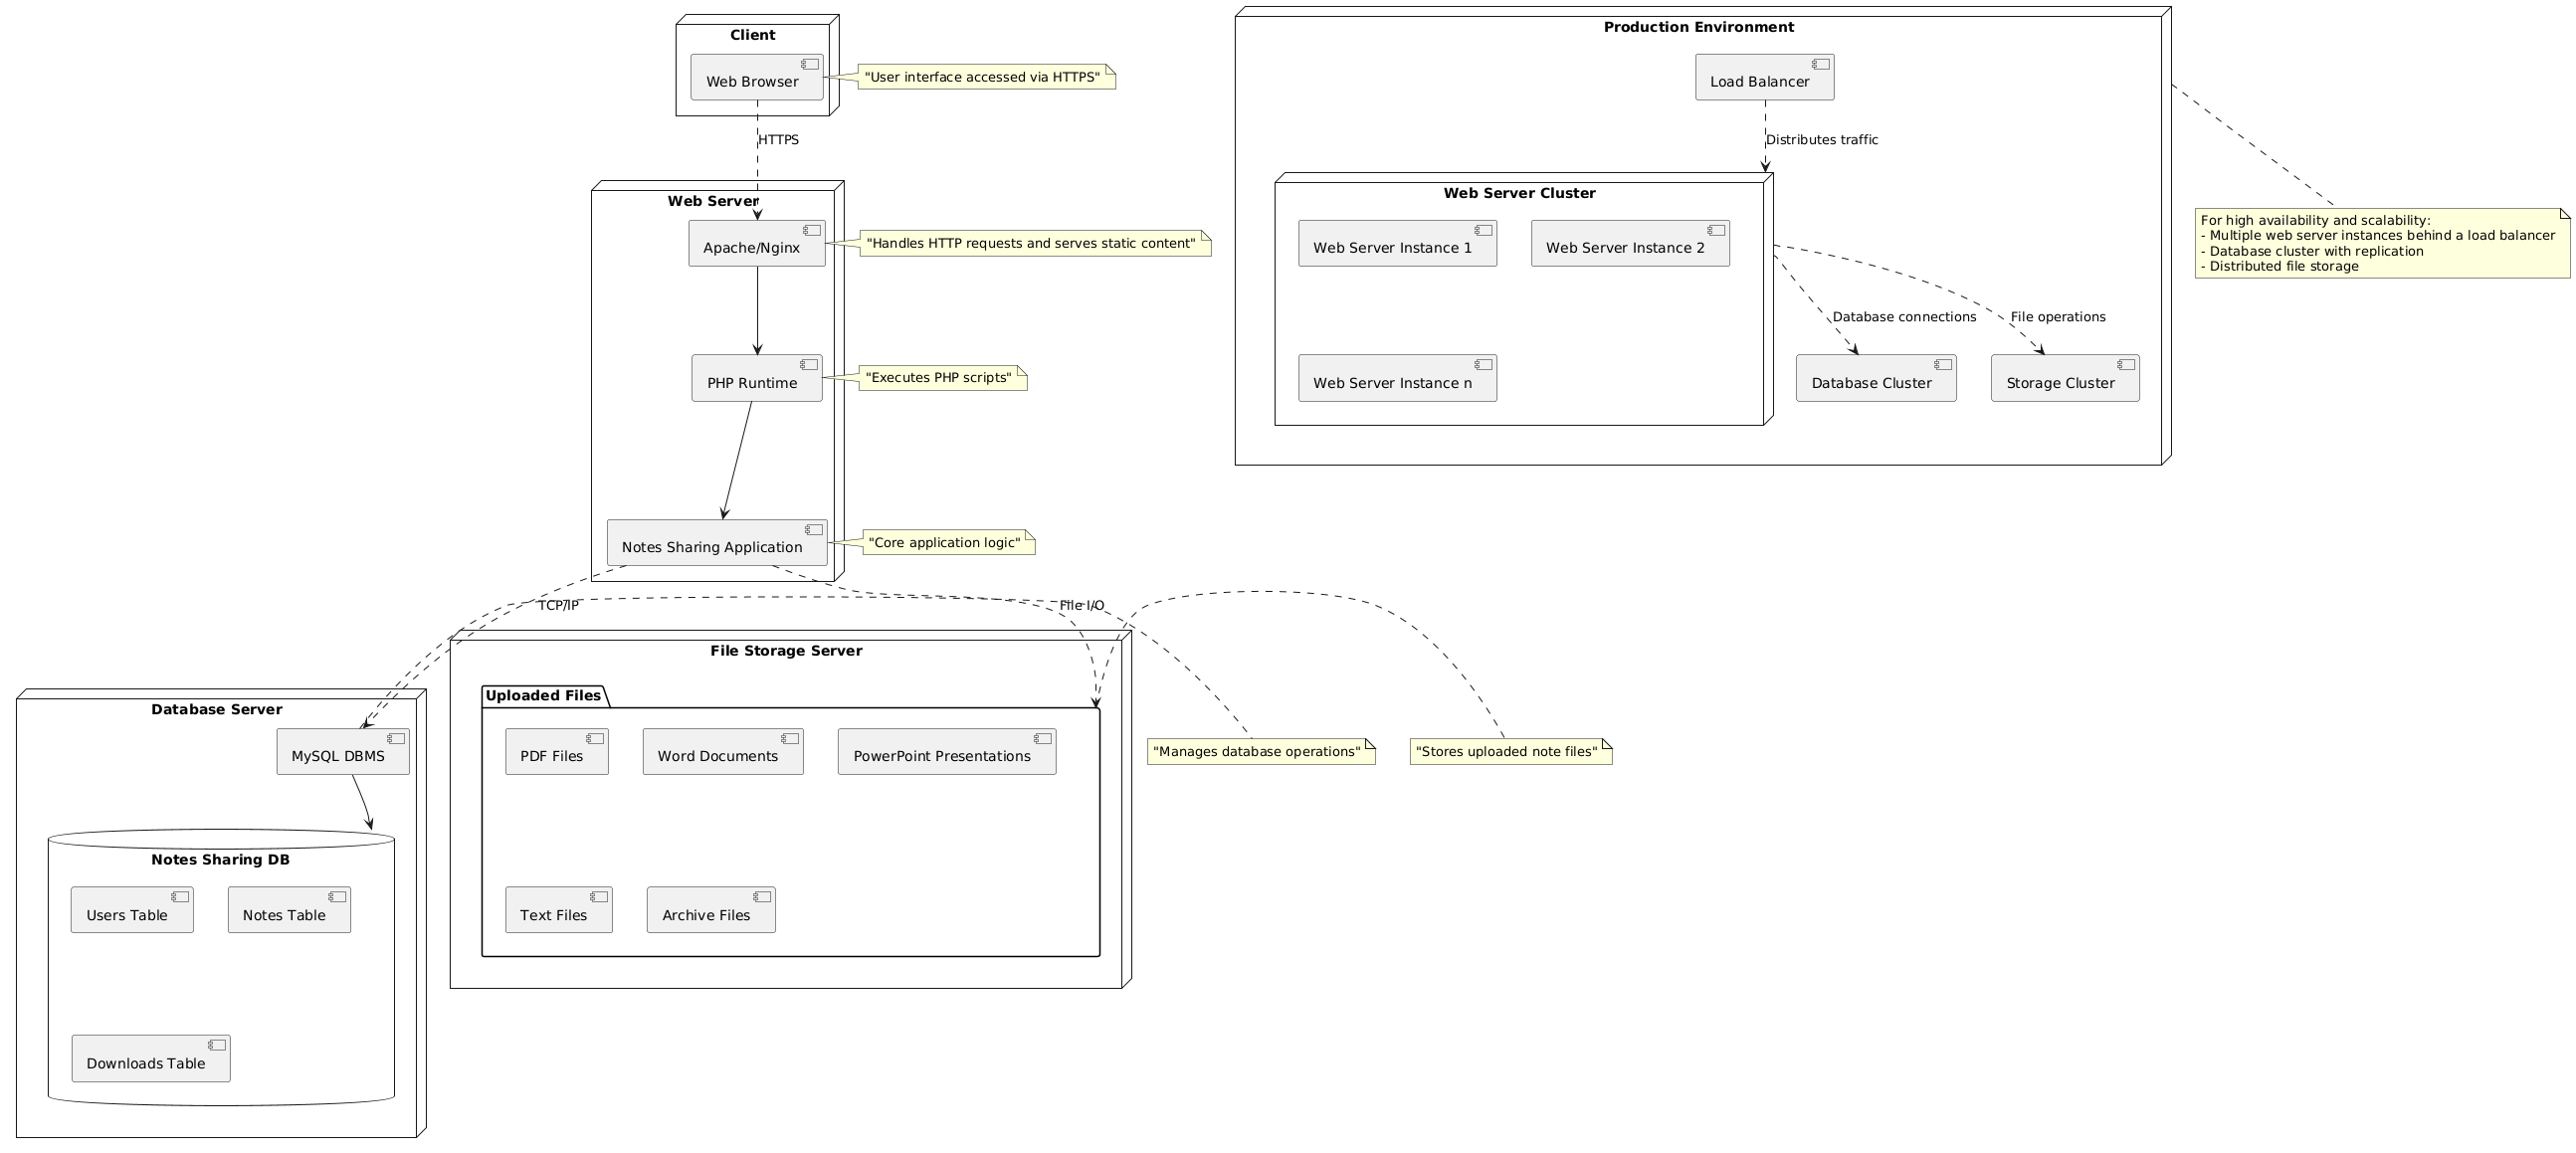 Client
Web Browser
"User interface accessed via HTTPS"
HTTPS
Web Server
Apache/Nginx
"Handles HTTP requests and serves static content"
PHP Runtime
"Executes PHP scripts"
Notes Sharing Application
"Core application logic"
TCP/IP
File I/O
Database Server
MySQL DBMS
Notes Sharing DB
Users Table
Notes Table
Downloads Table
File Storage Server
Uploaded Files
PDF Files
Word Documents
PowerPoint Presentations
Text Files
Archive Files
"Manages database operations"
"Stores uploaded note files"
Production Environment
Load Balancer
Distributes traffic
Web Server Cluster
Web Server Instance 1
Web Server Instance 2
Web Server Instance n
Database connections
File operations
Database Cluster
Storage Cluster
For high availability and scalability:
- Multiple web server instances behind a load balancer
- Database cluster with replication
- Distributed file storage